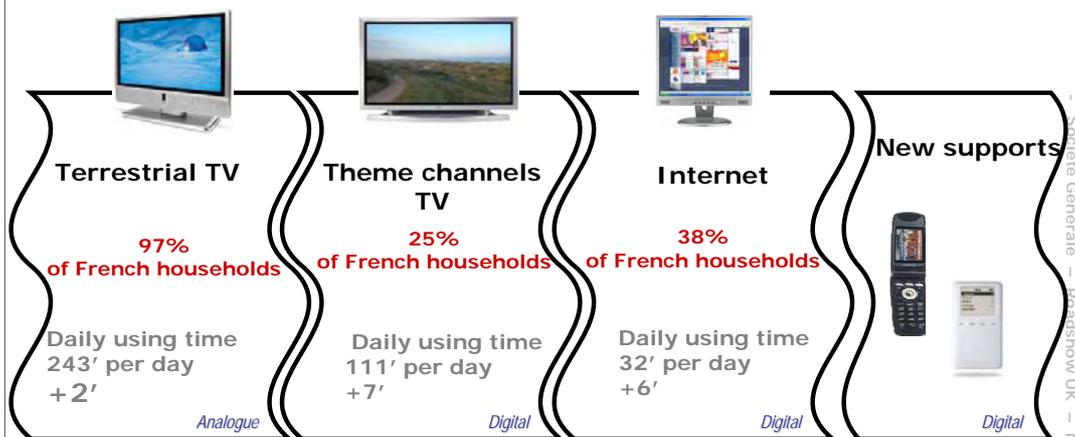 Terrestrial TV
97%
of French households
Daily using time
243’ per day
+2’
Analogue
Theme channels
TV
25%
of French households
Daily using time
111’ per day
+7’
Digital
Internet
38%
of French households
Daily using time
32’ per day
+6’
Digital
New supports
Digital
- Societe Generale – Roadshow UK –